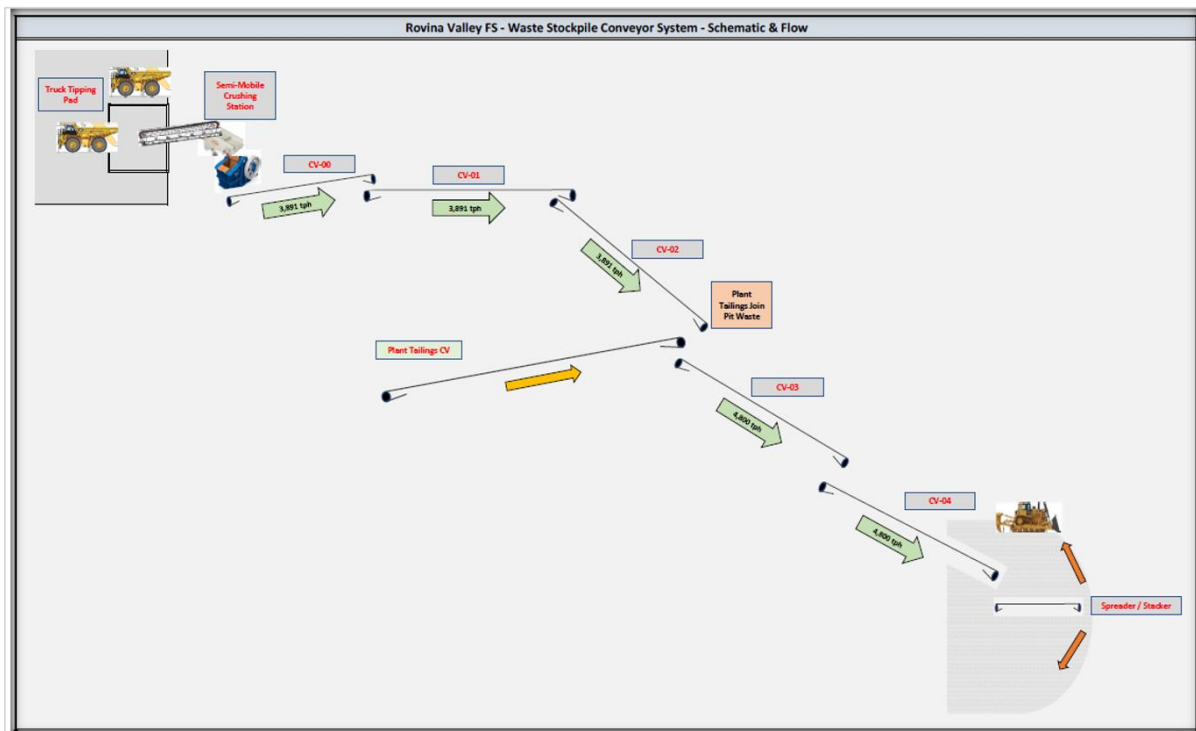 Rovina Valley FS - Waste Stockpile Conveyor System - Schematic & Flow
Truck Tipping
Pad
Semi-Mobile
Crushing
Station
CV-00
3,891 tph
CV-01
3,891 tph
CV-02
3,891 tph
Plant
Tailings Join
Pit Waste
Plant Tailings CV
CV-03
4,800 tph
CV-04
4,800 tph
Spreader / Stacker